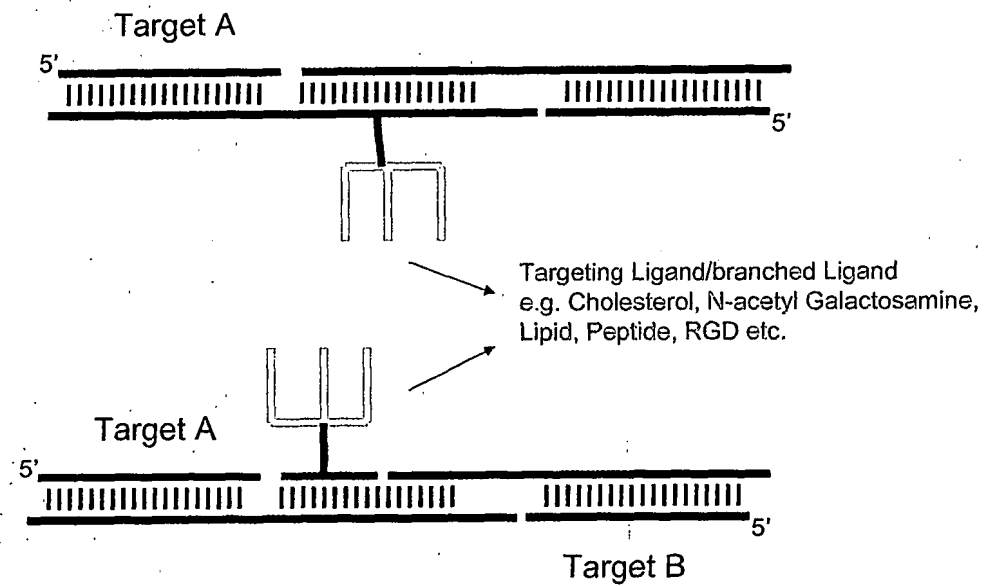 Target A
5'
5'
Targeting Ligand/branched Ligand
e.g. Cholesterol, N-acetyl Galactosamine,
Lipid, Peptide, RGD etc.
Target A
5'
5'
Target B